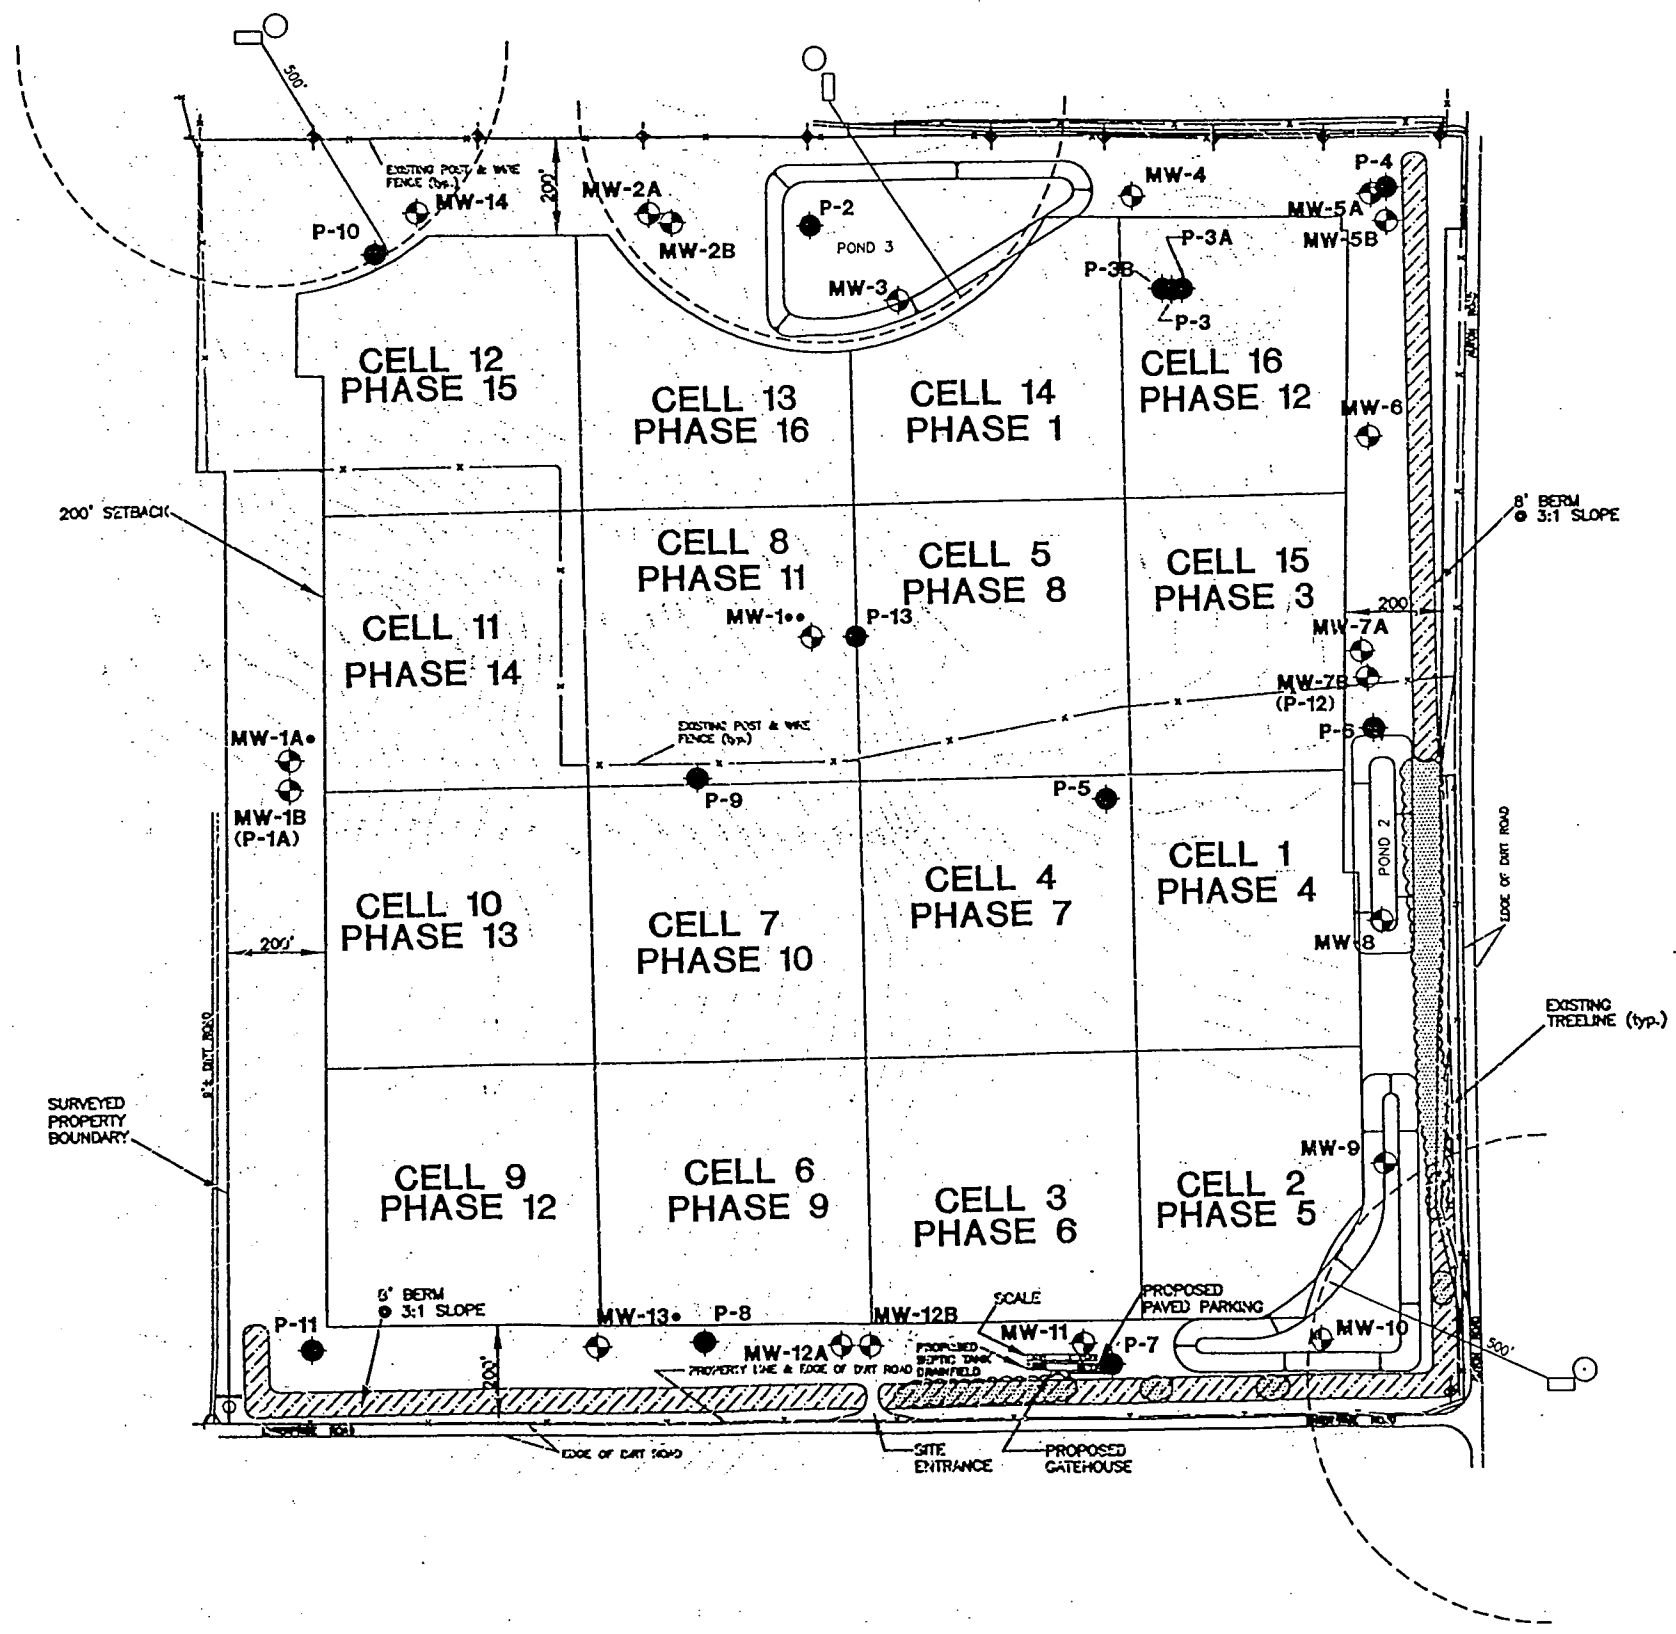 500'
EXISTING POST & WIRE
FENCE (typ.)
MW-14
P-10
200'
MW-2A
MW-2B
P-2
POND 3
MW-3
MW-4
P-4
MW-5A
MW-5B
P-3A
P-3B
P-3
CELL 12
PHASE 15
CELL 13
PHASE 16
CELL 14
PHASE 1
CELL 16
PHASE 12
MW-6
200' SETBACK
8' BERM
@ 3:1 SLOPE
CELL 11
PHASE 14
CELL 8
PHASE 11
CELL 5
PHASE 8
CELL 15
PHASE 3
200'
MW-1••
P-13
MW-7A
MW-7B
(P-12)
P-6
EXISTING POST & WIRE
FENCE (typ.)
MW-1A•
MW-1B
(P-1A)
P-9
P-5
POND 2
MW-8
EDGE OF DIRT ROAD
CELL 10
PHASE 13
CELL 7
PHASE 10
CELL 4
PHASE 7
CELL 1
PHASE 4
200'
EXISTING
TREELINE (typ.)
SURVEYED
PROPERTY
BOUNDARY
MW-9
CELL 9
PHASE 12
CELL 6
PHASE 9
CELL 3
PHASE 6
CELL 2
PHASE 5
@ 3:1 SLOPE
P-11
MW-13•
P-8
MW-12A
MW-12B
SCALE
PROPOSED
PAVED PARKING
MW-11
P-7
MW-10
500'
PROPOSED
SEPTIC TANK
DRAINFIELD
PROPERTY LINE & EDGE OF DIRT ROAD
200'
EDGE OF DIRT ROAD
SITE
ENTRANCE
PROPOSED
GATEHOUSE